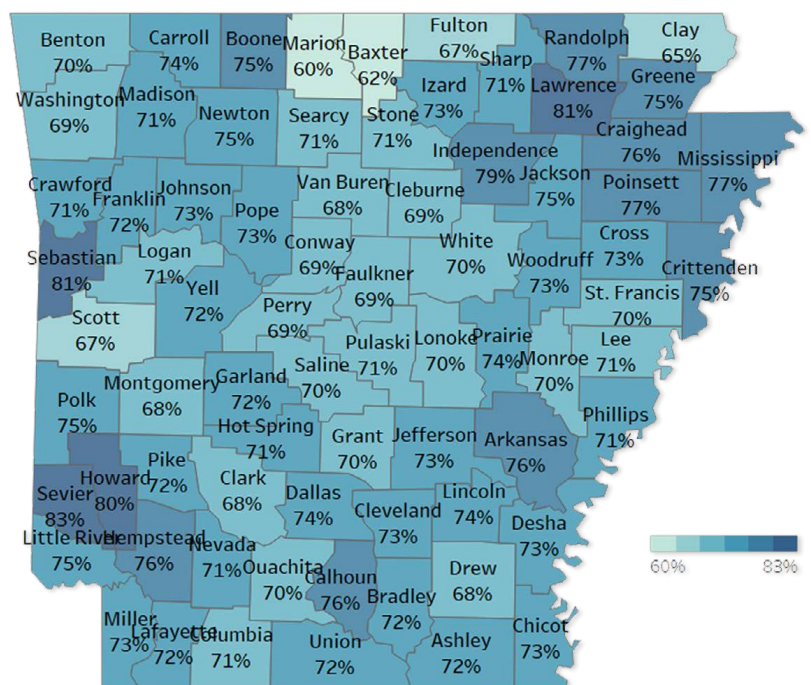 Benton
70%
Carroll
74%
Boone
75%
Marion
60%
Baxter
62%
Fulton
67%
Sharp
71%
Randolph
77%
Clay
65%
Washington
69%
Madison
71%
Newton
75%
Searcy
71%
Stone
71%
Izard
73%
Lawrence
81%
Greene
75%
Independence
79%
Jackson
75%
Craighead
76%
Mississippi
77%
Poinsett
77%
Crawford
71%
Franklin
72%
Johnson
73%
Pope
73%
Van Buren
68%
Cleburne
69%
Sebastian
81%
Logan
71%
Conway
69%
Faulkner
69%
White
70%
Woodruff
73%
Cross
73%
Crittenden
75%
Scott
67%
Yell
72%
Perry
69%
Pulaski
71%
Lonoke
70%
Prairie
74%
St. Francis
70%
Monroe
70%
Lee
71%
Polk
75%
Montgomery
68%
Garland
72%
Saline
70%
Hot Spring
71%
Grant
70%
Jefferson
73%
Arkansas
76%
Phillips
71%
Sevier
83%
Howard
80%
Pike
72%
Clark
68%
Dallas
74%
Cleveland
73%
Lincoln
74%
Desha
73%
Little River
75%
Hempstead
76%
Nevada
71%
Ouachita
70%
Calhoun
76%
Bradley
72%
Drew
68%
Miller
73%
Lafayette
72%
Columbia
71%
Union
72%
Ashley
72%
Chicot
73%
60% 83%